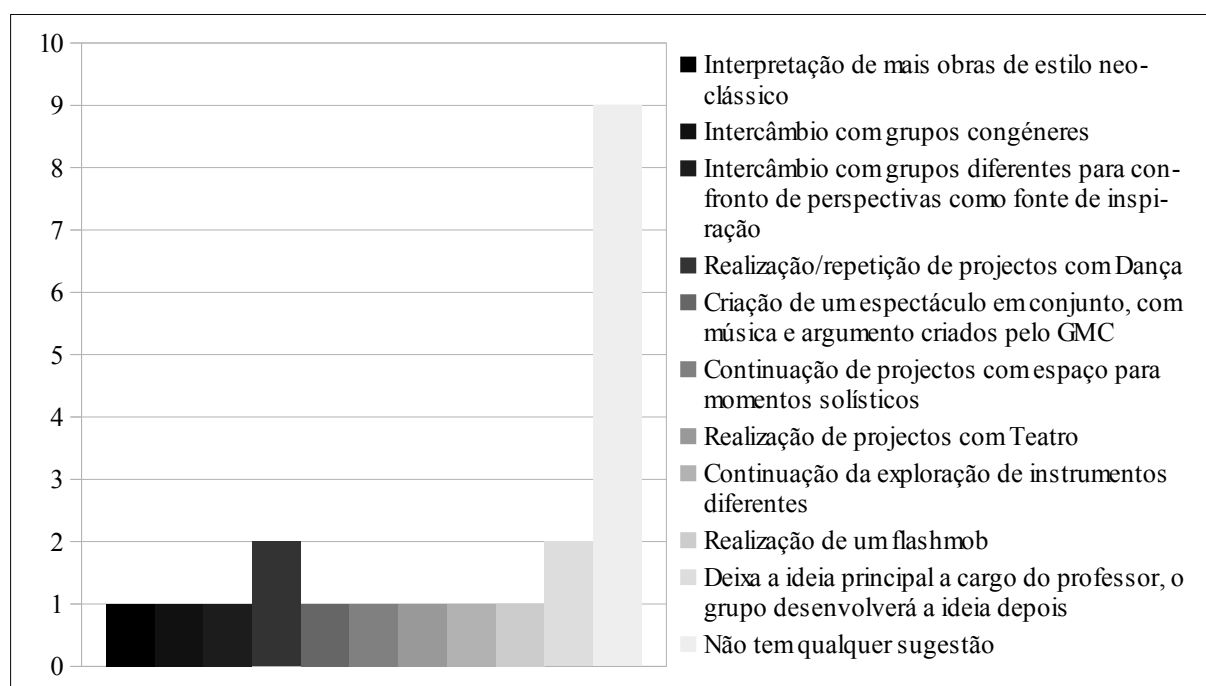 10
9
8
7
6
5
4
3
2
1
0
Interpretação de mais obras de estilo neo-
clássico
Intercâmbio com grupos congéneres
Intercâmbio com grupos diferentes para con-
fronto de perspectivas como fonte de inspi-
ração
Realização/repetição de projectos com Dança
Criação de um espectáculo em conjunto, com
música e argumento criados pelo GMC
Continuação de projectos com espaço para
momentos solísticos
Realização de projectos com Teatro
Continuação da exploração de instrumentos
diferentes
Realização de um flashmob
Deixa a ideia principal a cargo do professor, o
grupo desenvolverá a ideia depois
Não tem qualquer sugestão